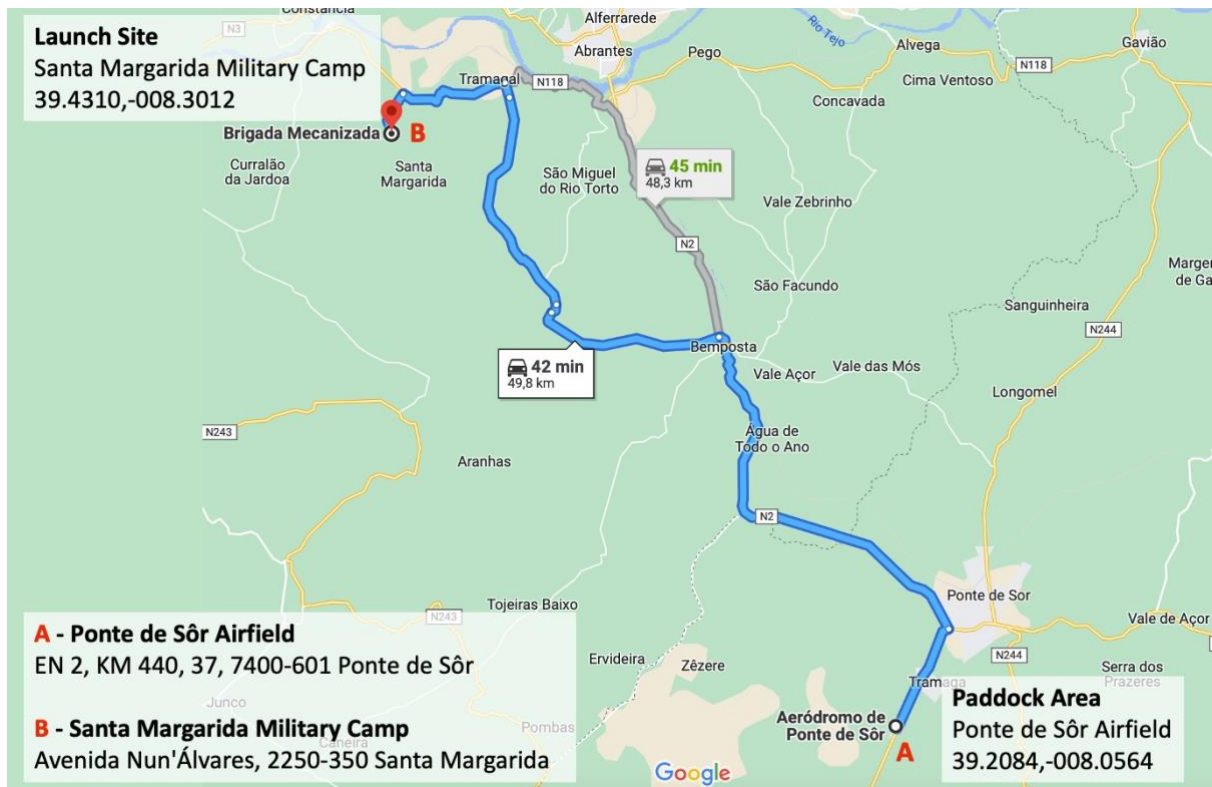 Launch Site
Santa Margarida Military Camp
39.4310,-008.3012
Constância
N3
Alferrarede
Rio Tejo
Abrantes
Pego
Alvega
Gavião
N118
Cima Ventoso
Tramagal
N118
Concavada
Brigada Mecanizada
B
Curralão
da Jardoa
Santa
Margarida
São Miguel
do Rio Torto
45 min
48,3 km
Vale Zebrinho
N2
Margem
de Ga
São Facundo
Sanguinheira
N244
Bemposta
42 min
49,8 km
Vale Açor
Vale das Mós
Longomel
N243
Água de
Todo o Ano
Aranhas
N2
Ponte de Sor
Tojeiras Baixo
N243
Vale de Açor
A - Ponte de Sôr Airfield
EN 2, KM 440, 37, 7400-601 Ponte de Sôr
Ervideira
Zêzere
N244
Serra dos
Prazeres
Tramaga
Junco
Pombas
Caneira
B - Santa Margarida Military Camp
Avenida Nun'Álvares, 2250-350 Santa Margarida
Aeródromo de
Ponte de Sôr
A
Paddock Area
Ponte de Sôr Airfield
39.2084,-008.0564
Google